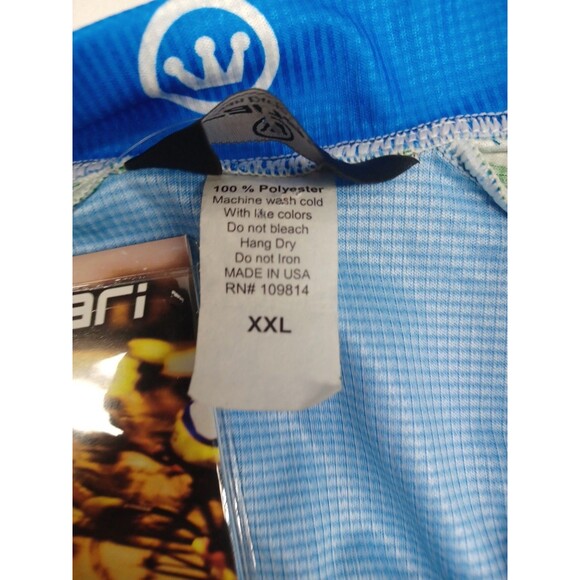 100 % Polyester
Machine wash cold
With like colors
Do not bleach
Hang Dry
Do not Iron
MADE IN USA
RN# 109814
XXL
ari